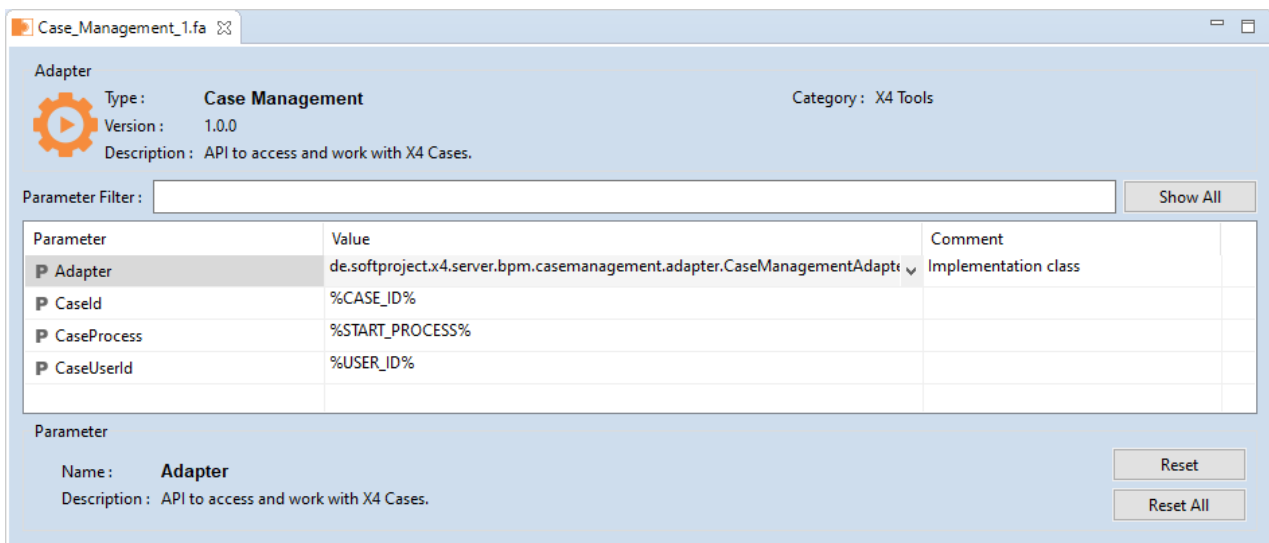 Case_Management_1.fa
Adapter
Type : Case Management Category : X4 Tools
Version : 1.0.0
Description : API to access and work with X4 Cases.
Parameter Filter : Show All
Parameter Value Comment
P Adapter de.softproject.x4.server.bpm.casemanagement.adapter.CaseManagementAdapte Implementation class
P CaseId %CASE_ID%
P CaseProcess %START_PROCESS%
P CaseUserId %USER_ID%
Parameter
Name : Adapter Reset
Description : API to access and work with X4 Cases.
Reset All